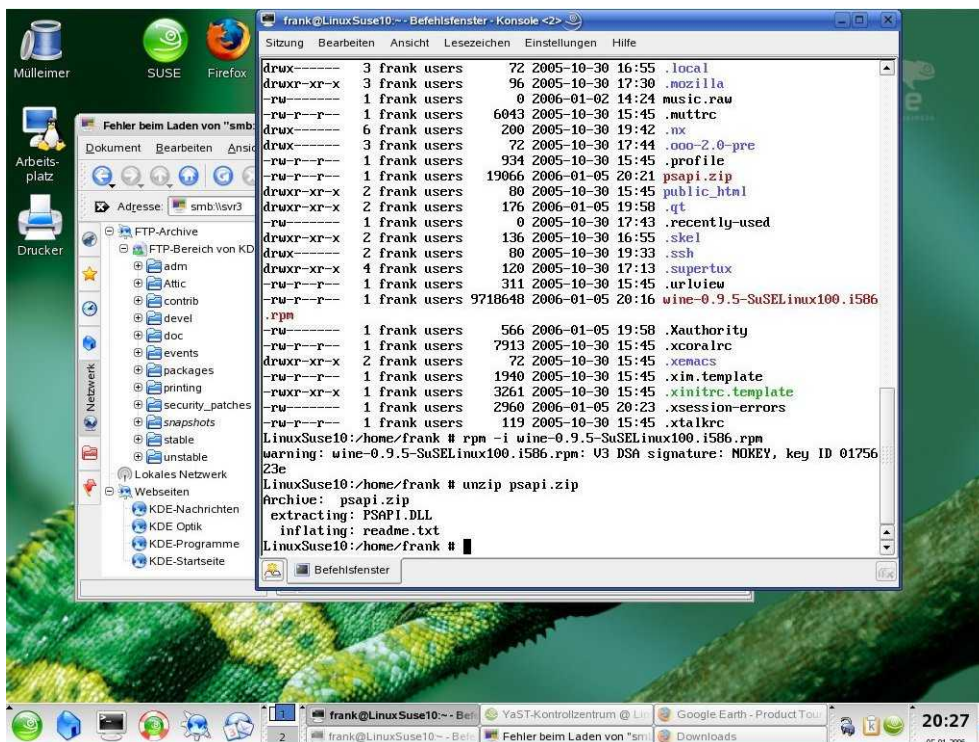 Mülleimer
SUSE
Firefox
Arbeits-
platz
Drucker
frank@LinuxSuse10:~ - Befehlsfenster - Konsole <2>
Sitzung Bearbeiten Ansicht Lesezeichen Einstellungen Hilfe
drwx------ 3 frank users 72 2005-10-30 16:55 .local
drwxr-xr-x 3 frank users 96 2005-10-30 17:30 .mozilla
-rw------- 1 frank users 0 2006-01-02 14:24 music.raw
-rw-r--r-- 1 frank users 6043 2005-10-30 15:45 .muttrc
drwx------ 6 frank users 200 2005-10-30 19:42 .nx
drwx------ 3 frank users 72 2005-10-30 17:44 .ooo-2.0-pre
-rw-r--r-- 1 frank users 934 2005-10-30 15:45 .profile
-rw-r--r-- 1 frank users 19066 2006-01-05 20:21 psapi.zip
drwxr-xr-x 2 frank users 80 2005-10-30 15:45 public_html
drwxr-xr-x 2 frank users 176 2006-01-05 19:58 .qt
-rw------- 1 frank users 0 2005-10-30 17:43 .recently-used
drwxr-xr-x 2 frank users 136 2005-10-30 16:55 .skel
drwx------ 2 frank users 80 2005-10-30 19:33 .ssh
drwxr-xr-x 4 frank users 120 2005-10-30 17:13 .supertux
-rw-r--r-- 1 frank users 311 2005-10-30 15:45 .urlview
-rw-r--r-- 1 frank users 9718648 2006-01-05 20:16 wine-0.9.5-SuSELinux100.i586
.rpm
-rw------- 1 frank users 566 2006-01-05 19:58 .Xauthority
-rw-r--r-- 1 frank users 7913 2005-10-30 15:45 .xcoralrc
drwxr-xr-x 2 frank users 72 2005-10-30 15:45 .xemacs
-rw-r--r-- 1 frank users 1940 2005-10-30 15:45 .xim.template
-rwxr-xr-x 1 frank users 3261 2005-10-30 15:45 .xinitrc.template
-rw------- 1 frank users 2960 2006-01-05 20:23 .xsession-errors
-rw-r--r-- 1 frank users 119 2005-10-30 15:45 .xtalkrc
LinuxSuse10:/home/frank # rpm -i wine-0.9.5-SuSELinux100.i586.rpm
warning: wine-0.9.5-SuSELinux100.i586.rpm: V3 DSA signature: NOKEY, key ID 01756
23e
LinuxSuse10:/home/frank # unzip psapi.zip
Archive: psapi.zip
extracting: PSAPI.DLL
inflating: readme.txt
LinuxSuse10:/home/frank #
Befehlsfenster
Fehler beim Laden von "smb:
Dokument Bearbeiten Ansic
Adresse: smb:\\svr3
Netzwerk
FTP-Archive
FTP-Bereich von KD
adm
Attic
contrib
devel
doc
events
packages
printing
security_patches
snapshots
stable
unstable
Lokales Netzwerk
Webseiten
KDE-Nachrichten
KDE Optik
KDE-Programme
KDE-Startseite
1
2
frank@LinuxSuse10:~ - Bef
YaST-Kontrollzentrum @ Li
Google Earth - Product Tour
frank@LinuxSuse10:~ - Befe
Fehler beim Laden von "sm
Downloads
20:27